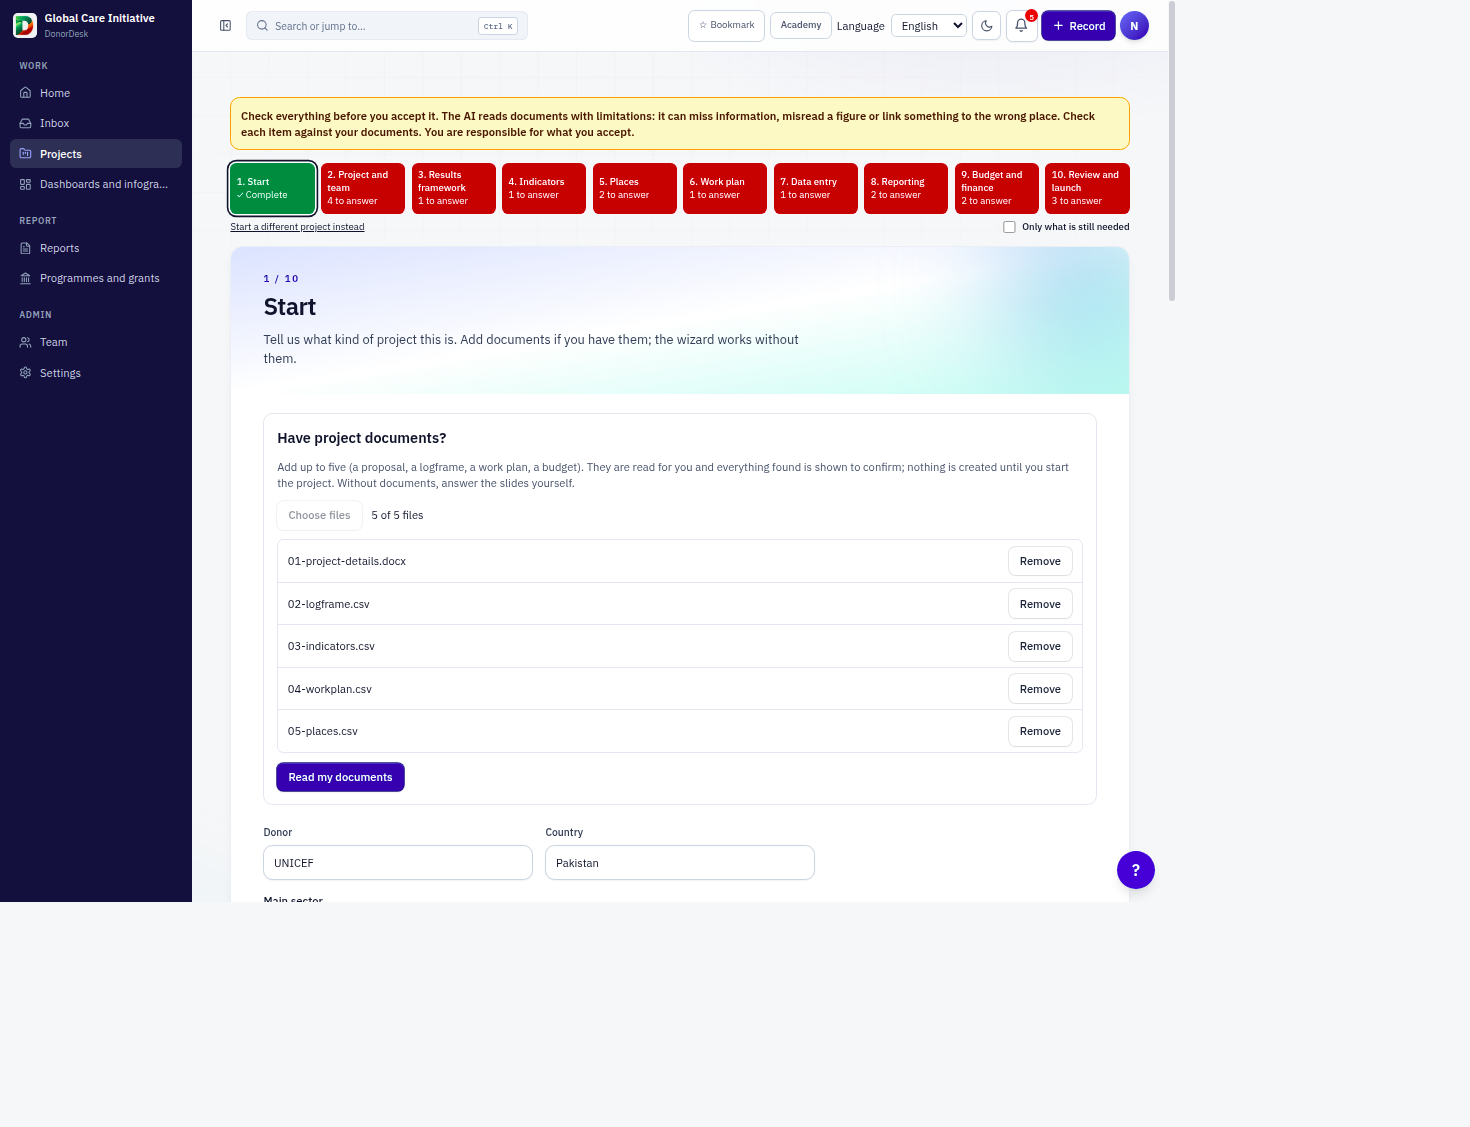 Global Care Initiative
DonorDesk
WORK
Home
Inbox
Projects
Dashboards and infogra...
REPORT
Reports
Programmes and grants
ADMIN
Team
Settings
Search or jump to...
Ctrl K
☆ Bookmark
Academy
Language
English
5
+ Record
N
Check everything before you accept it. The AI reads documents with limitations: it can miss information, misread a figure or link something to the wrong place. Check
each item against your documents. You are responsible for what you accept.
1. Start
✓ Complete
2. Project and
team
4 to answer
3. Results
framework
1 to answer
4. Indicators
1 to answer
5. Places
2 to answer
6. Work plan
1 to answer
7. Data entry
1 to answer
8. Reporting
2 to answer
9. Budget and
finance
2 to answer
10. Review and
launch
3 to answer
Start a different project instead
Only what is still needed
1 / 10
Start
Tell us what kind of project this is. Add documents if you have them; the wizard works without
them.
Have project documents?
Add up to five (a proposal, a logframe, a work plan, a budget). They are read for you and everything found is shown to confirm; nothing is created until you start
the project. Without documents, answer the slides yourself.
Choose files
5 of 5 files
01-project-details.docx
Remove
02-logframe.csv
Remove
03-indicators.csv
Remove
04-workplan.csv
Remove
05-places.csv
Remove
Read my documents
Donor
Country
UNICEF
Pakistan
Main sector
?